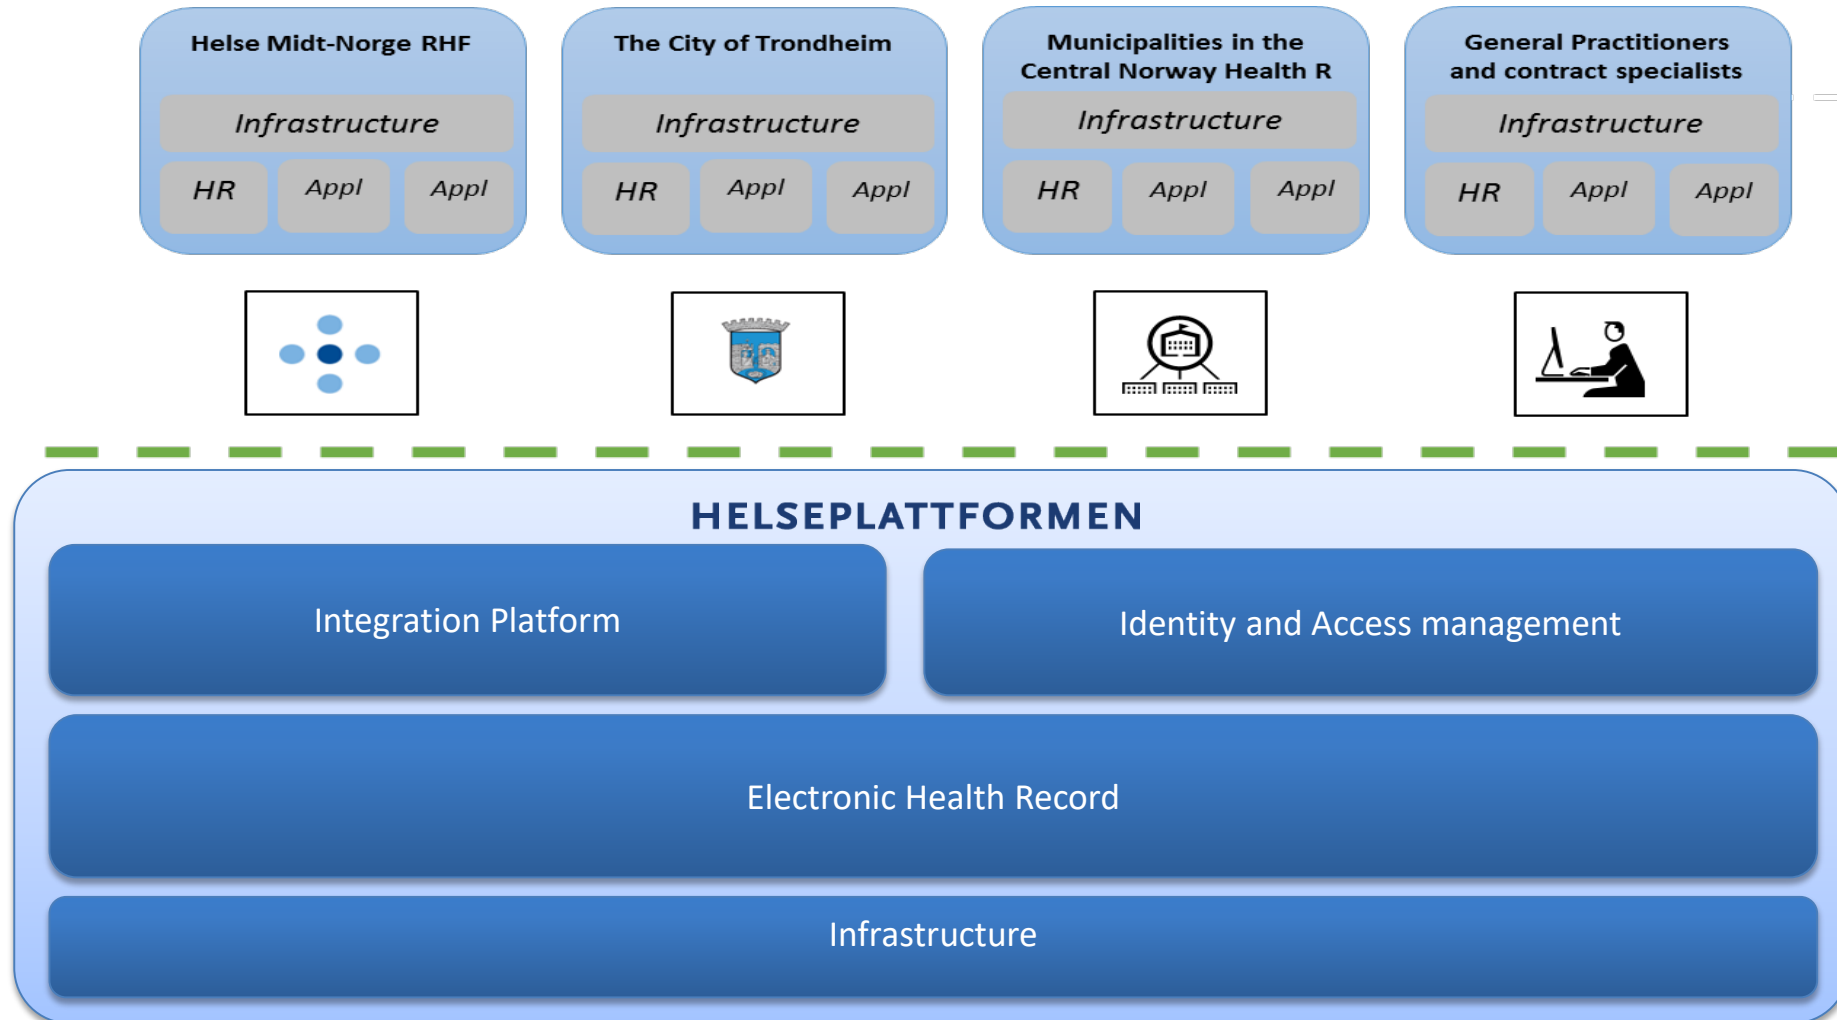 Helse Midt-Norge RHF
Infrastructure
HR Appl Appl
The City of Trondheim
Infrastructure
HR Appl Appl
Municipalities in the
Central Norway Health R
Infrastructure
HR Appl Appl
General Practitioners
and contract specialists
Infrastructure
HR Appl Appl
HELSEPLATTFORMEN
Integration Platform
Identity and Access management
Electronic Health Record
Infrastructure